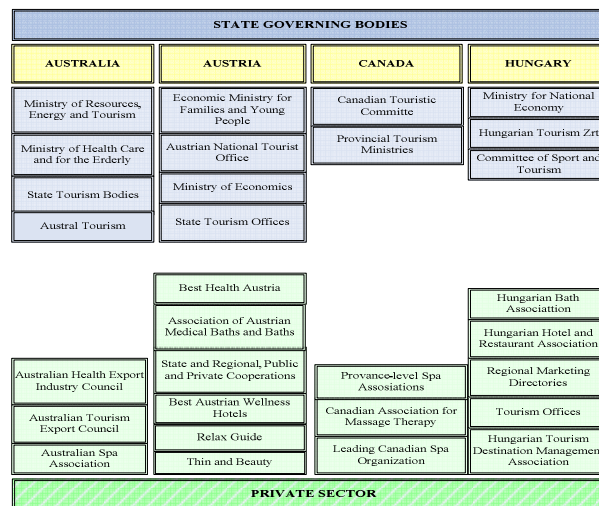 STATE GOVERNING BODIES
AUSTRALIA
AUSTRIA
CANADA
HUNGARY
Ministry of Resources,
Energy and Tourism
Ministry of Health Care
and for the Erderly
State Tourism Bodies
Austral Tourism
Economic Ministry for
Families and Young
People
Austrian National Tourist
Office
Ministry of Economics
State Tourism Offices
Canadian Touristic
Committe
Provincial Tourism
Ministries
Ministry for National
Economy
Hungarian Tourism Zrt
Committee of Sport and
Tourism
Australian Health Export
Industry Council
Australian Tourism
Export Council
Australian Spa
Association
Best Health Austria
Association of Austrian
Medical Baths and Baths
State and Regional, Public
and Private Cooperations
Best Austrian Wellness
Hotels
Relax Guide
Thin and Beauty
Provance-level Spa
Assosiations
Canadian Association for
Massage Therapy
Leading Canadian Spa
Organization
Hungarian Bath
Associattion
Hungarian Hotel and
Restaurant Association
Regional Marketing
Directories
Tourism Offices
Hungarian Tourism
Destination Management
Association
PRIVATE SECTOR